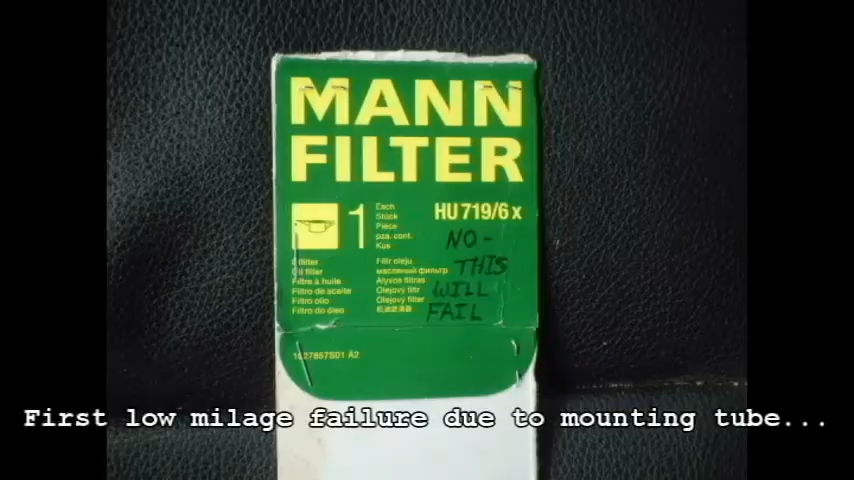 MANN
FILTER
1
Each
Stück
Piece
pza. cont.
Kus
HU 719/6 x
NO -
THIS
WILL
FAIL
Ölfilter
Oil filter
Filtre à huile
Filtro de aceite
Filtro olio
Filtro do óleo
Filtr oleju
масляный фильтр
Alyvos filtras
Olejový filtr
Olejový filter
机油滤清器
1527857S01 A2
First low milage failure due to mounting tube...